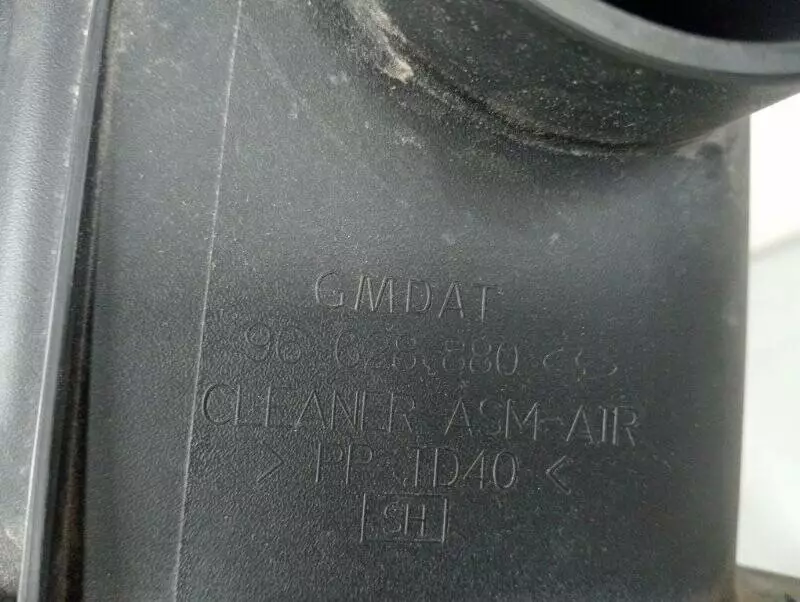 GMDAT
96 628 880
CLEANER ASM-AIR
> PP TD40 <
SH